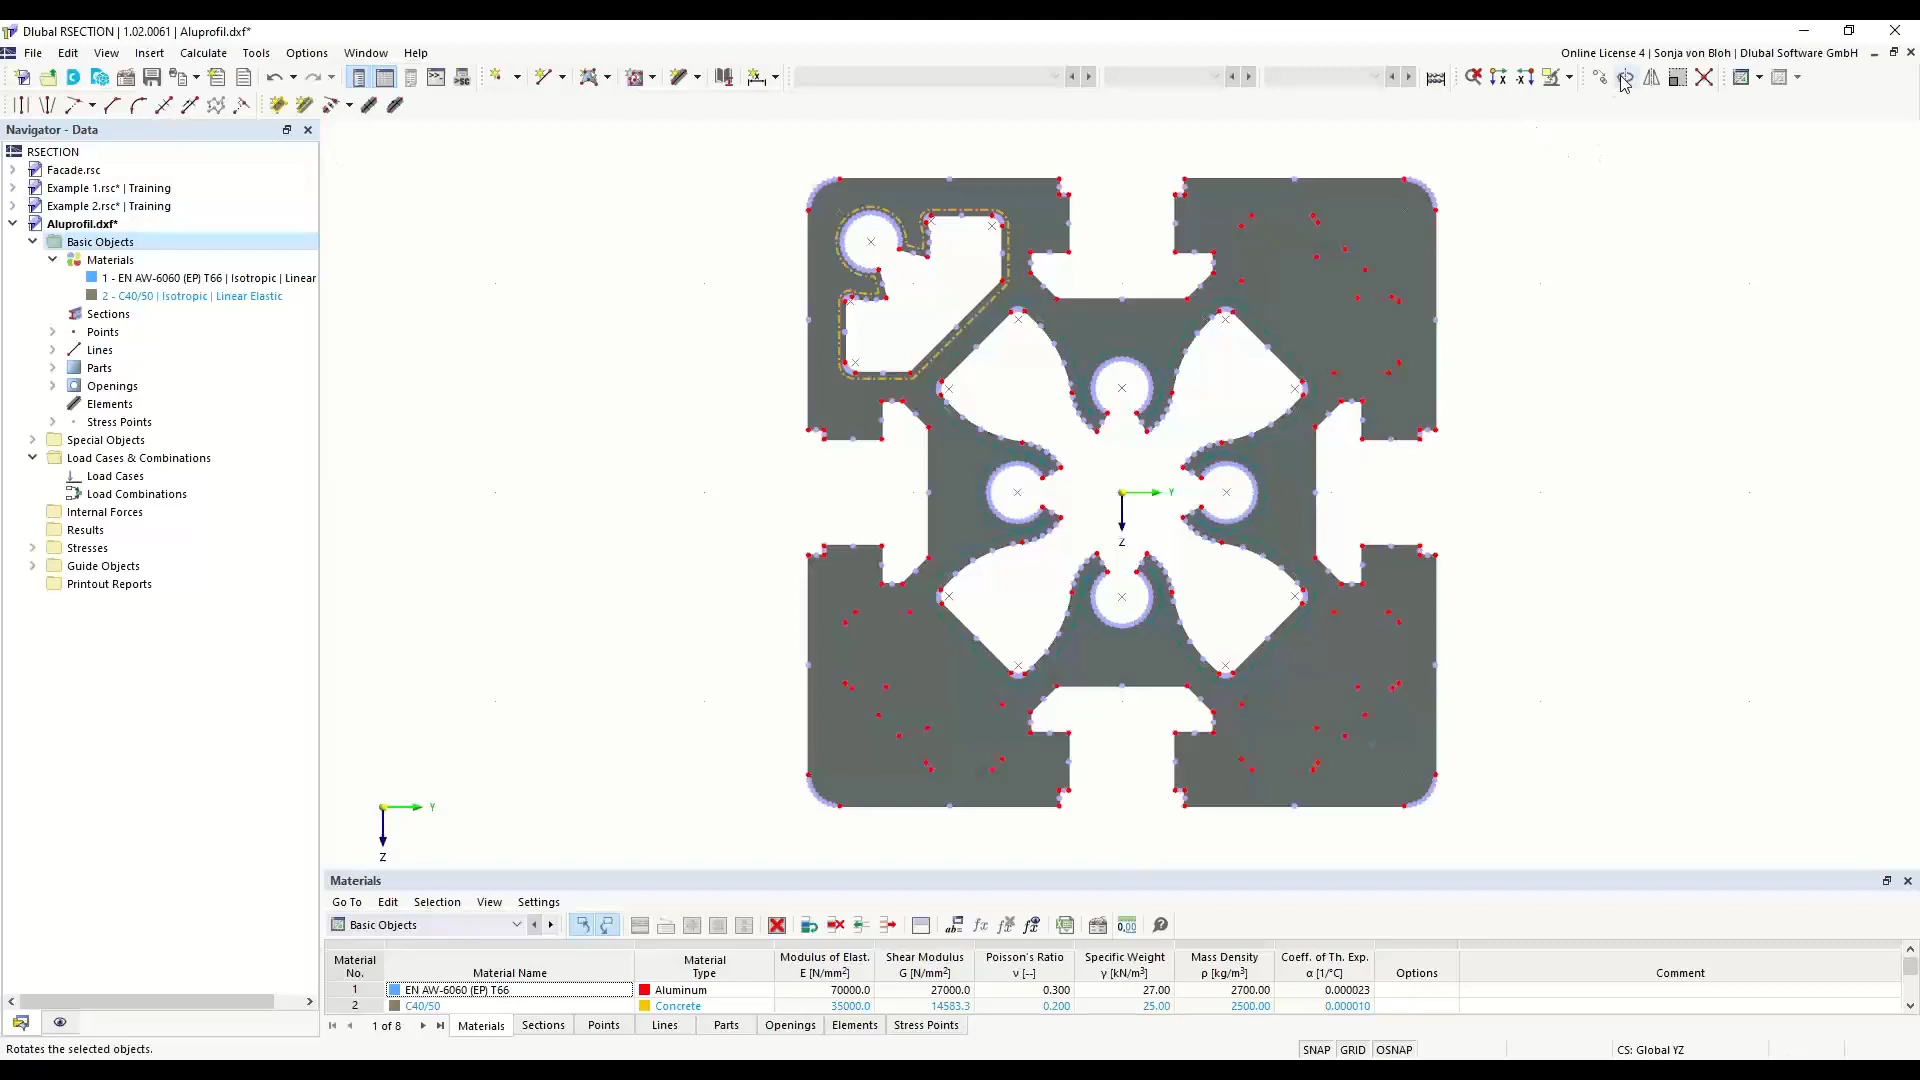 Dlubal RSECTION | 1.02.0061 | Aluprofil.dxf*
File Edit View Insert Calculate Tools Options Window Help
Online License 4 | Sonja von Bloh | Dlubal Software GmbH
Navigator - Data
RSECTION
Facade.rsc
Example 1.rsc* | Training
Example 2.rsc* | Training
Aluprofil.dxf*
Basic Objects
Materials
1 - EN AW-6060 (EP) T66 | Isotropic | Linear
2 - C40/50 | Isotropic | Linear Elastic
Sections
Points
Lines
Parts
Openings
Elements
Stress Points
Special Objects
Load Cases & Combinations
Load Cases
Load Combinations
Internal Forces
Results
Stresses
Guide Objects
Printout Reports
Y
Z
Y
Z
Materials
Go To Edit Selection View Settings
Basic Objects
Material No. Material Name Material Type Modulus of Elast. E [N/mm²] Shear Modulus G [N/mm²] Poisson's Ratio ν [--] Specific Weight γ [kN/m³] Mass Density ρ [kg/m³] Coeff. of Th. Exp. α [1/°C] Options Comment
1 EN AW-6060 (EP) T66 Aluminum 70000.0 27000.0 0.300 27.00 2700.00 0.000023
2 C40/50 Concrete 35000.0 14583.3 0.200 25.00 2500.00 0.000010
1 of 8 Materials Sections Points Lines Parts Openings Elements Stress Points
Rotates the selected objects.
SNAP GRID OSNAP CS: Global YZ